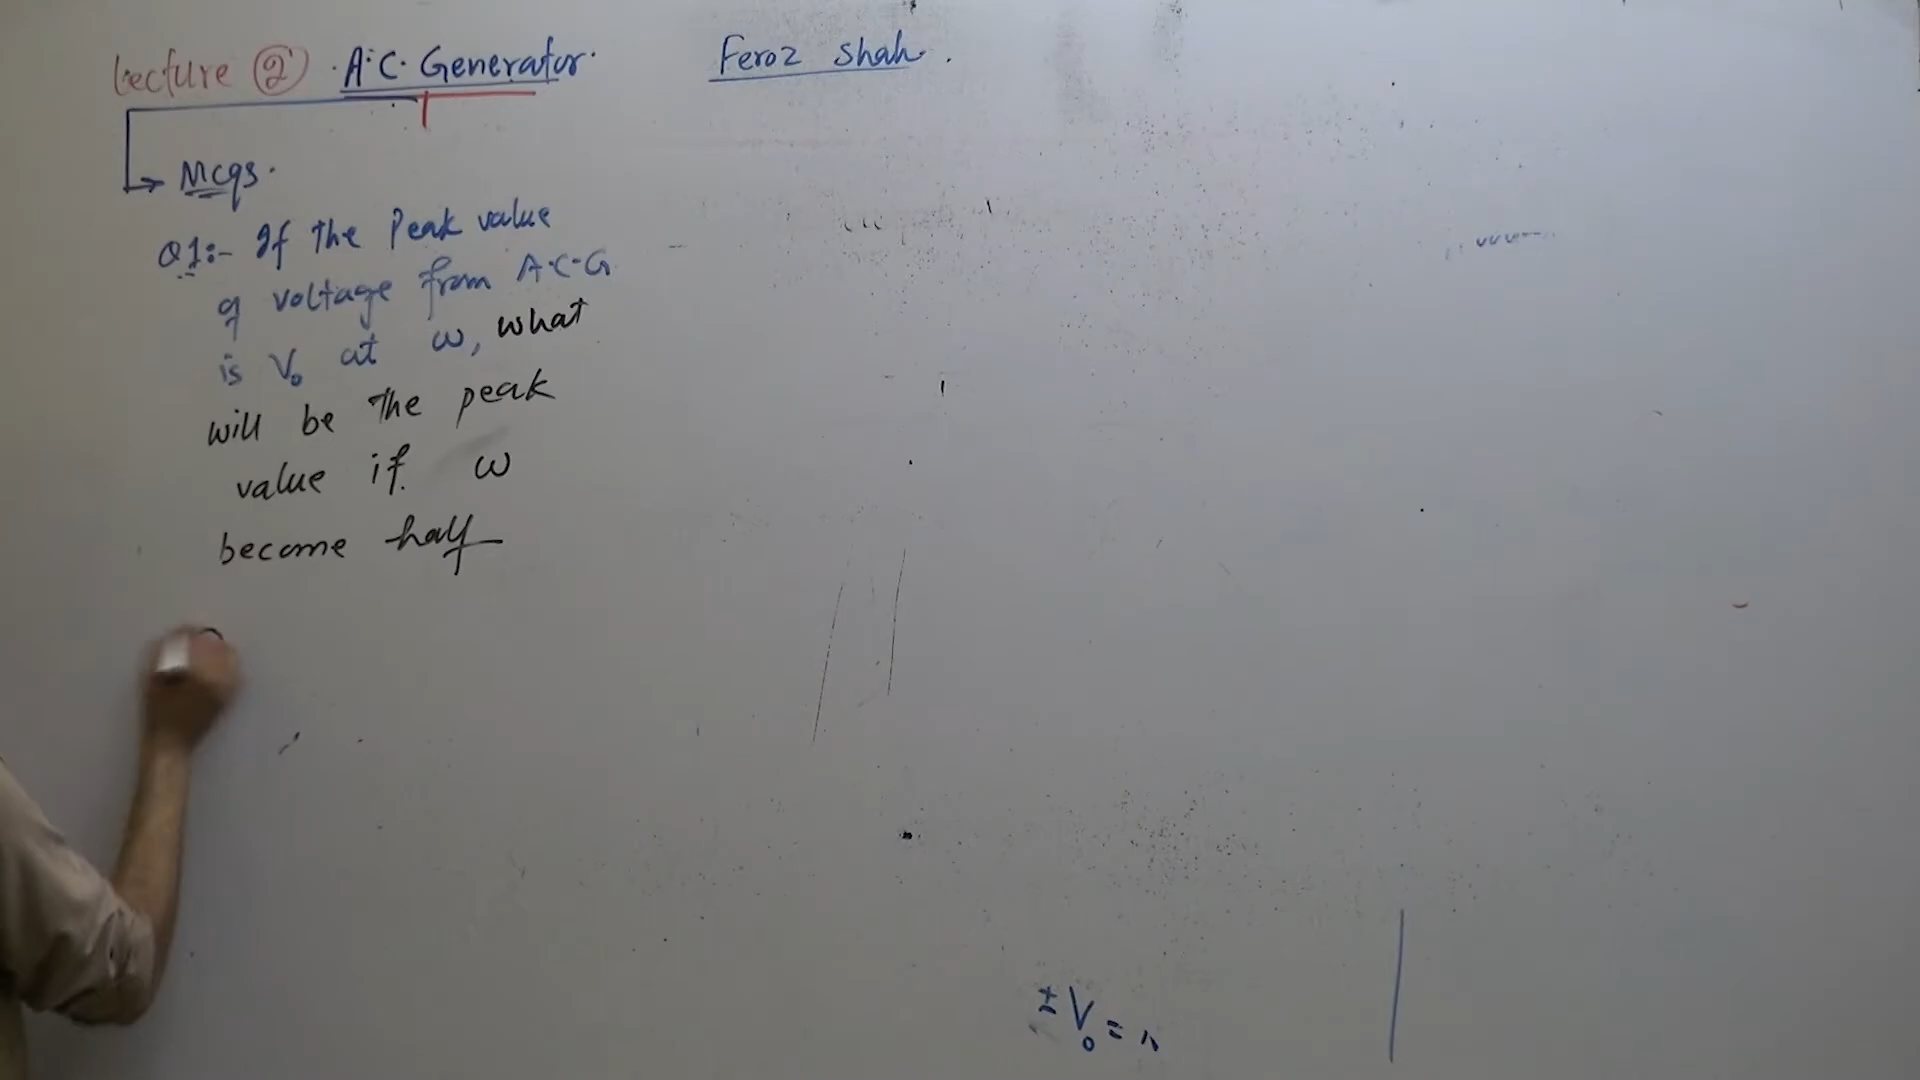 Lecture ② A.C. Generator.
Feroz Shah.
Mcqs.
Q1:- If the Peak value
of voltage from A.C.G
is V₀ at ω, what
will be the peak
value if ω
become half
± V₀ =